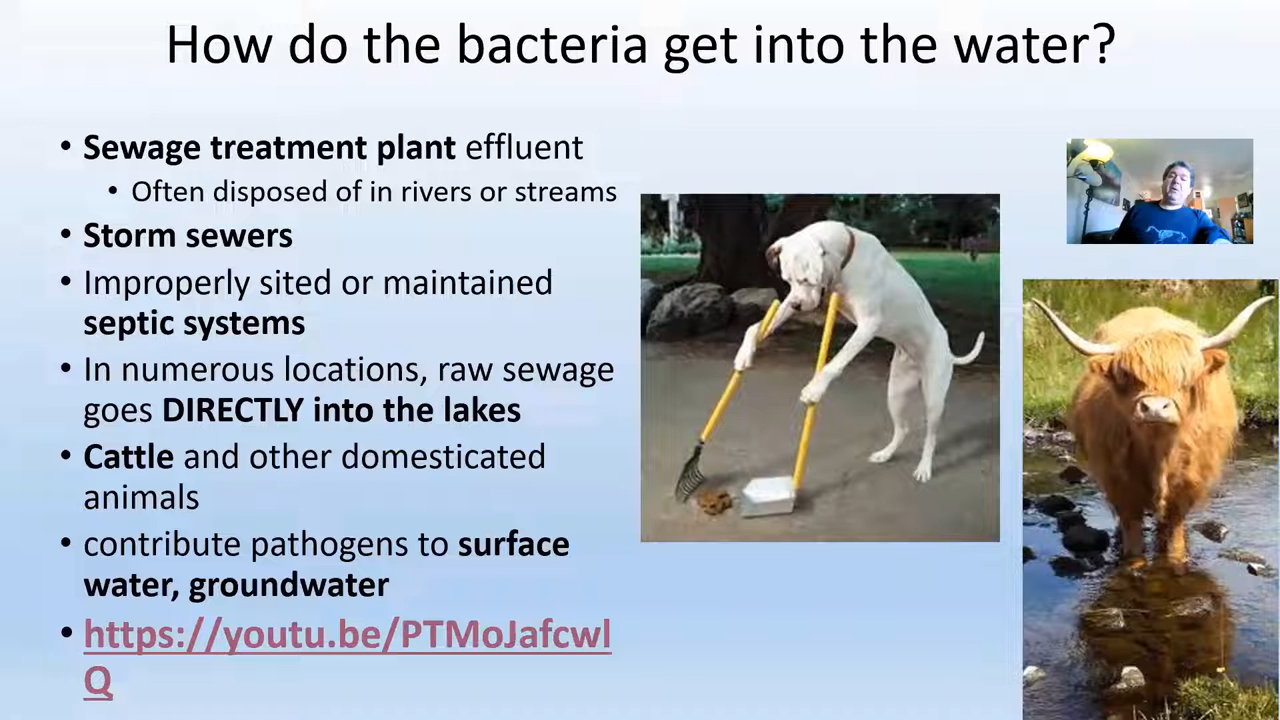 How do the bacteria get into the water?
• Sewage treatment plant effluent
• Often disposed of in rivers or streams
• Storm sewers
• Improperly sited or maintained
septic systems
• In numerous locations, raw sewage
goes DIRECTLY into the lakes
• Cattle and other domesticated
animals
• contribute pathogens to surface
water, groundwater
• https://youtu.be/PTMoJafcwl
Q